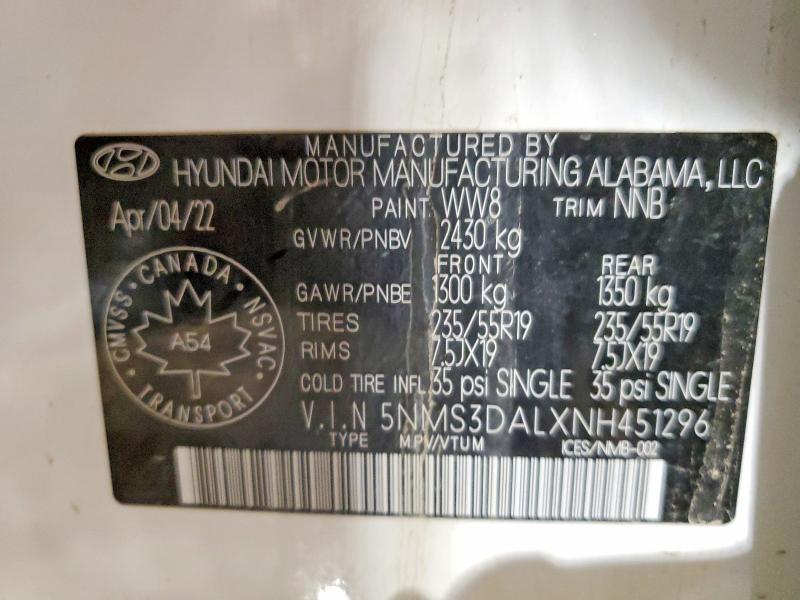 MANUFACTURED BY
HYUNDAI MOTOR MANUFACTURING ALABAMA, LLC
Apr/04/22
PAINT WW8 TRIM NNB
GVWR/PNBV 2430 kg
FRONT REAR
GAWR/PNBE 1300 kg 1350 kg
TIRES 235/55R19 235/55R19
RIMS 7.5JX19 7.5JX19
COLD TIRE INFL 35 psi SINGLE 35 psi SINGLE
V.I.N 5NMS3DALXNH451296
TYPE MPV/VTUM ICES/NMB-002
CMVSS · CANADA · NSVAC
A54
TRANSPORT